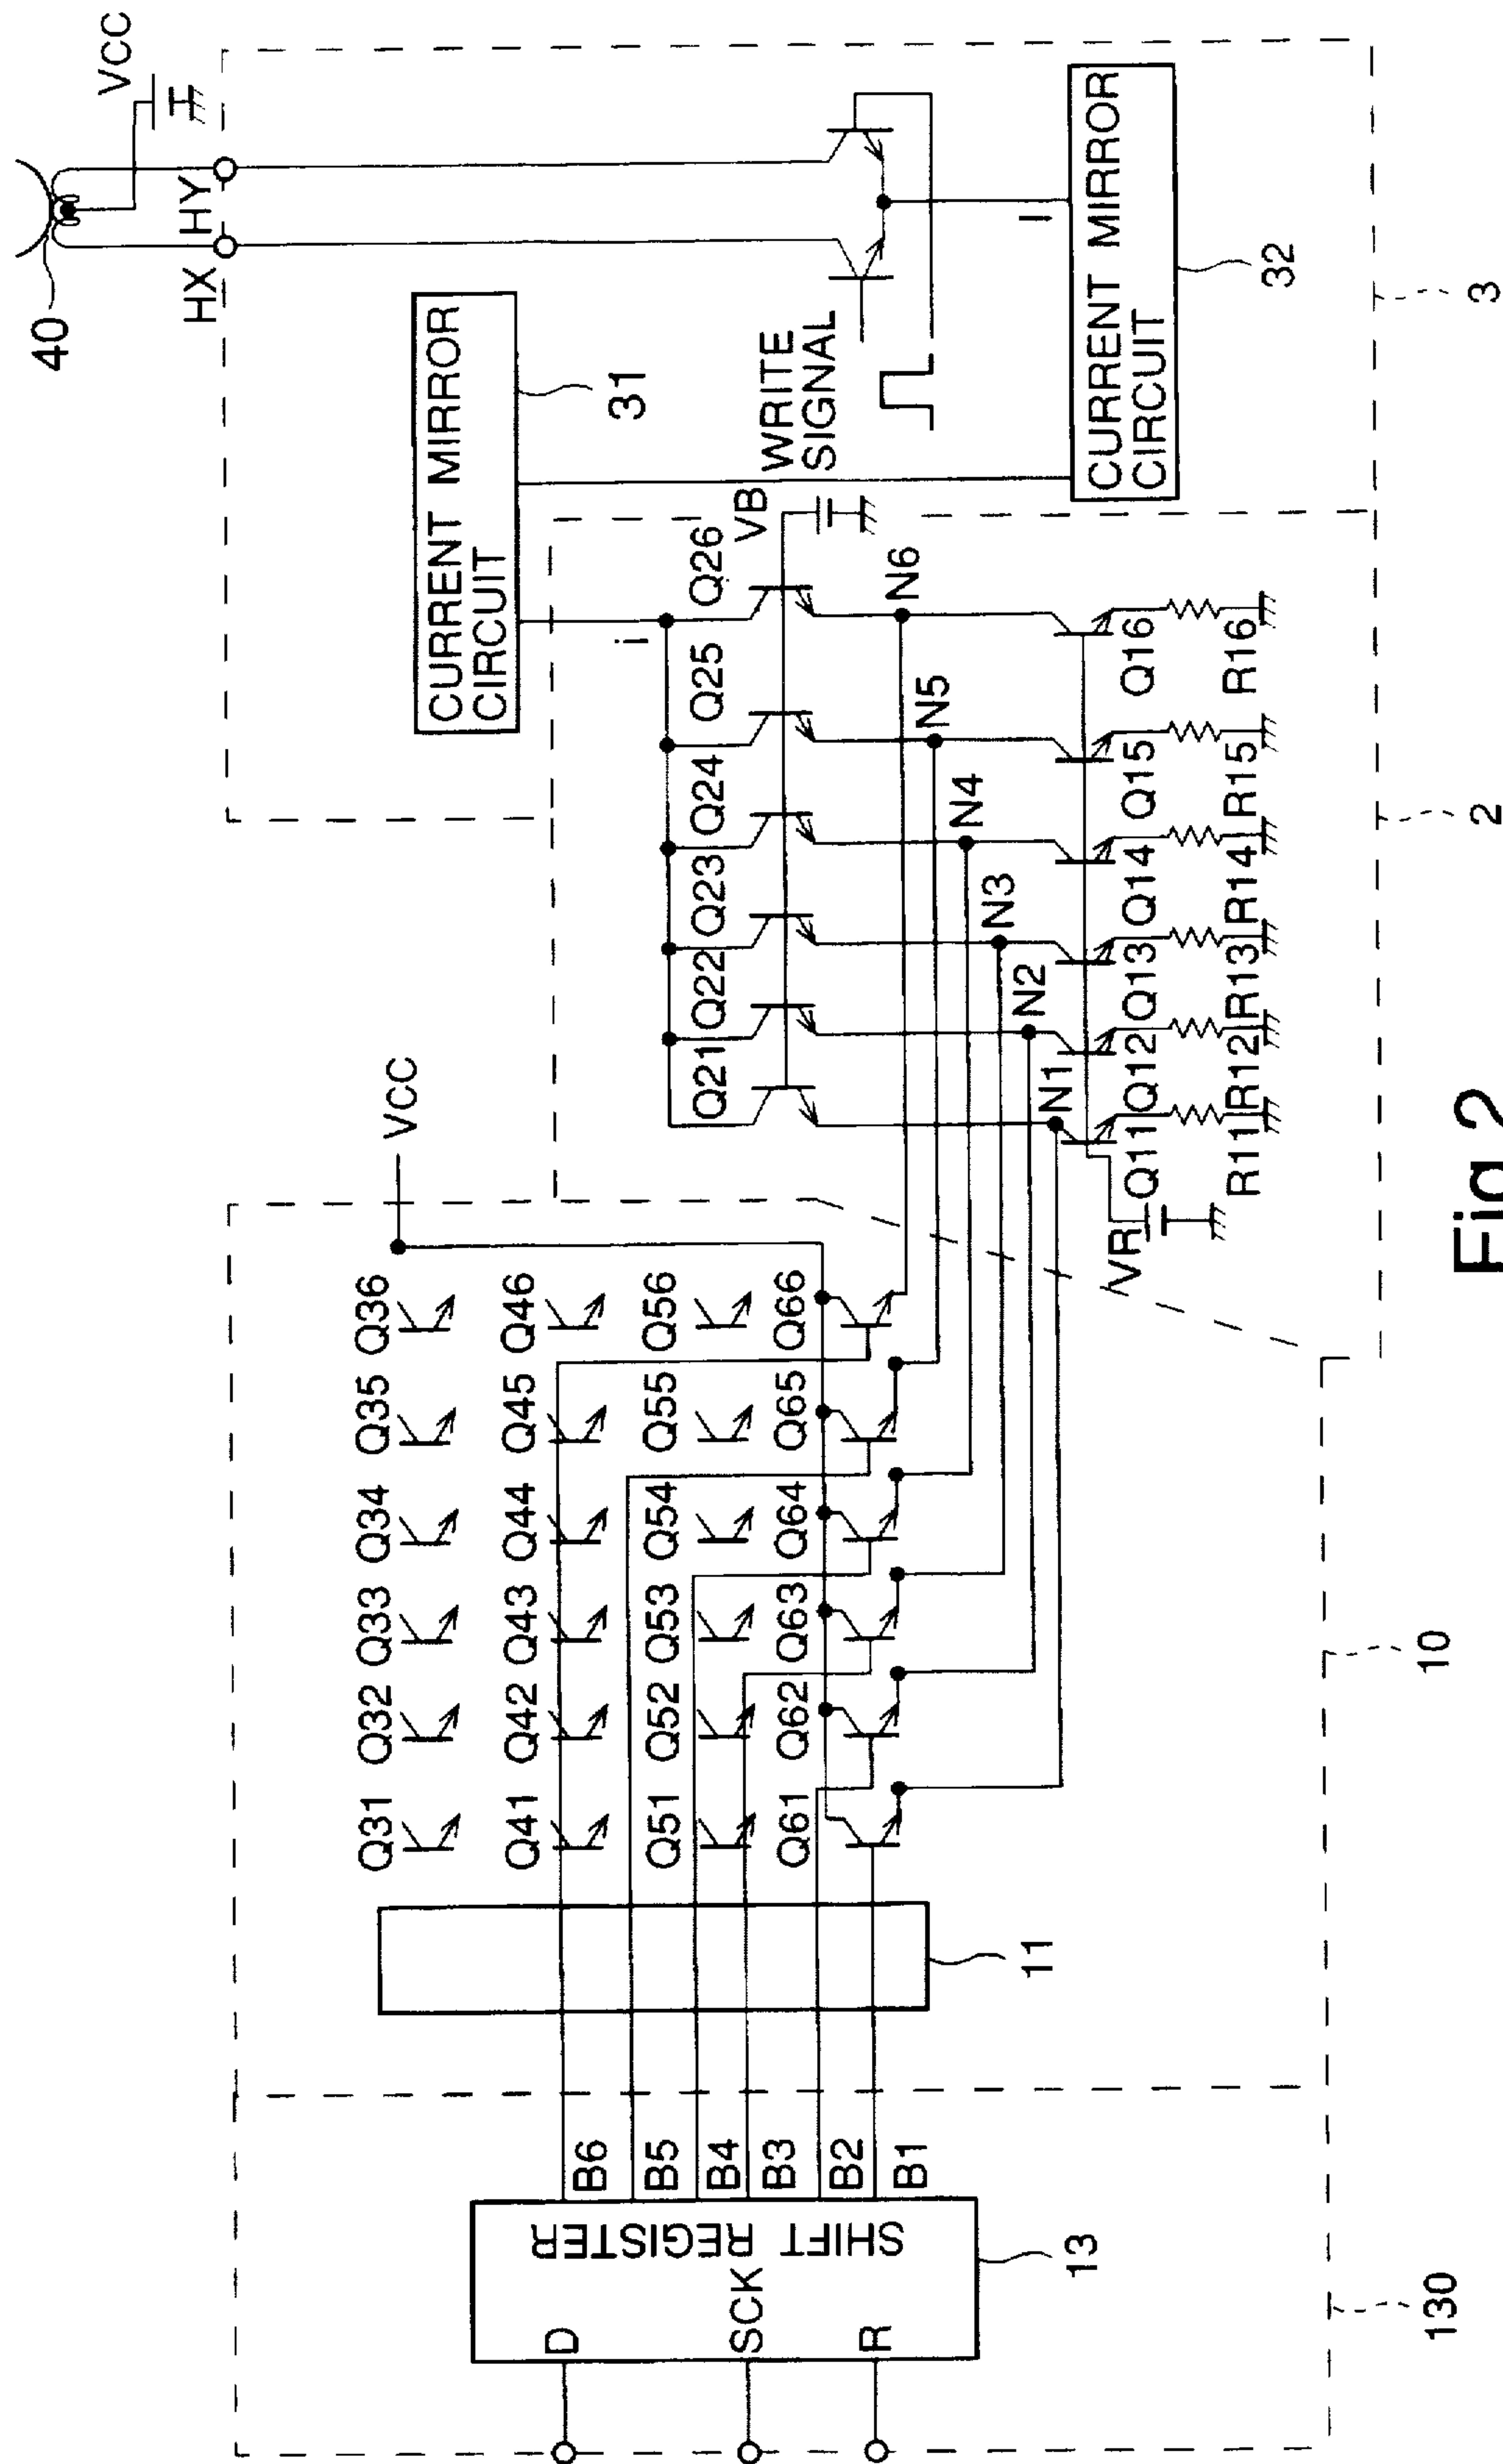 VCC
40
HX
HY
CURRENT MIRROR
CIRCUIT
31
WRITE
SIGNAL
I
CURRENT MIRROR
CIRCUIT
32
3
VCC
i
Q21
Q22
Q23
Q24
Q25
Q26
VB
N1
N2
N3
N4
N5
N6
Q11
Q12
Q13
Q14
Q15
Q16
R11
R12
R13
R14
R15
R16
VR
2
Q31
Q32
Q33
Q34
Q35
Q36
Q41
Q42
Q43
Q44
Q45
Q46
Q51
Q52
Q53
Q54
Q55
Q56
Q61
Q62
Q63
Q64
Q65
Q66
11
10
B6
B5
B4
B3
B2
B1
SHIFT REGISTER
D
SCK
R
13
130
Fig.2